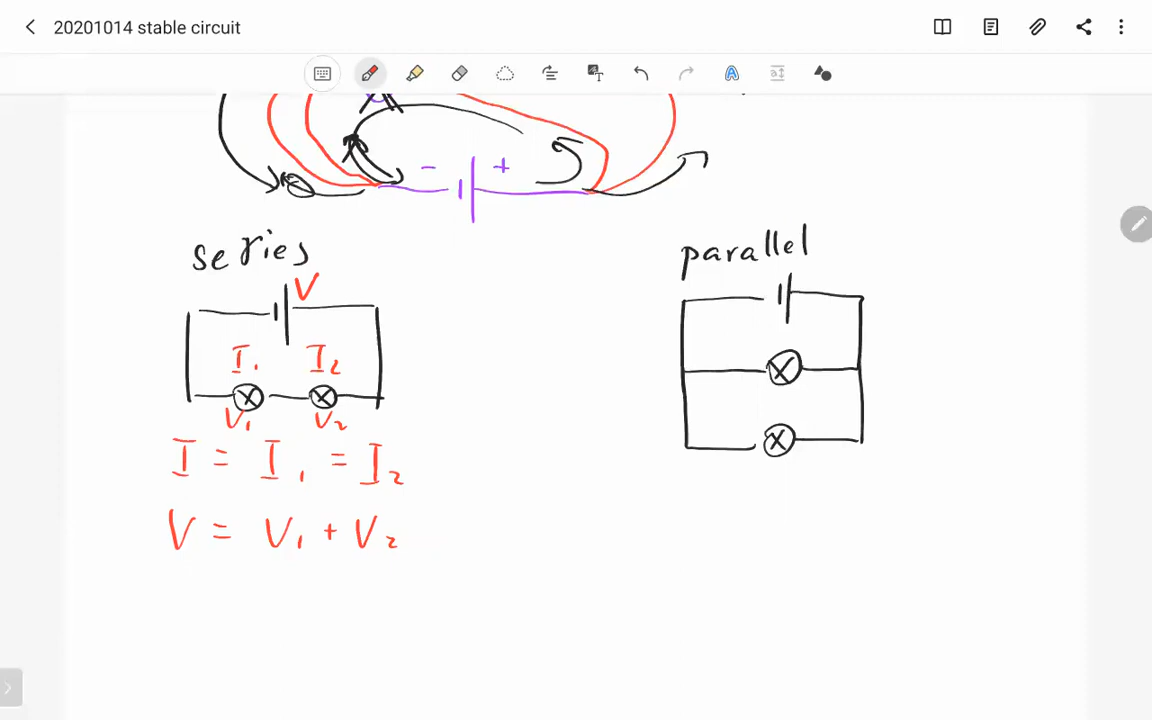 20201014 stable circuit
- +
series
parallel
V
I₁ I₂
V₁ V₂
I = I₁ = I₂
V = V₁ + V₂